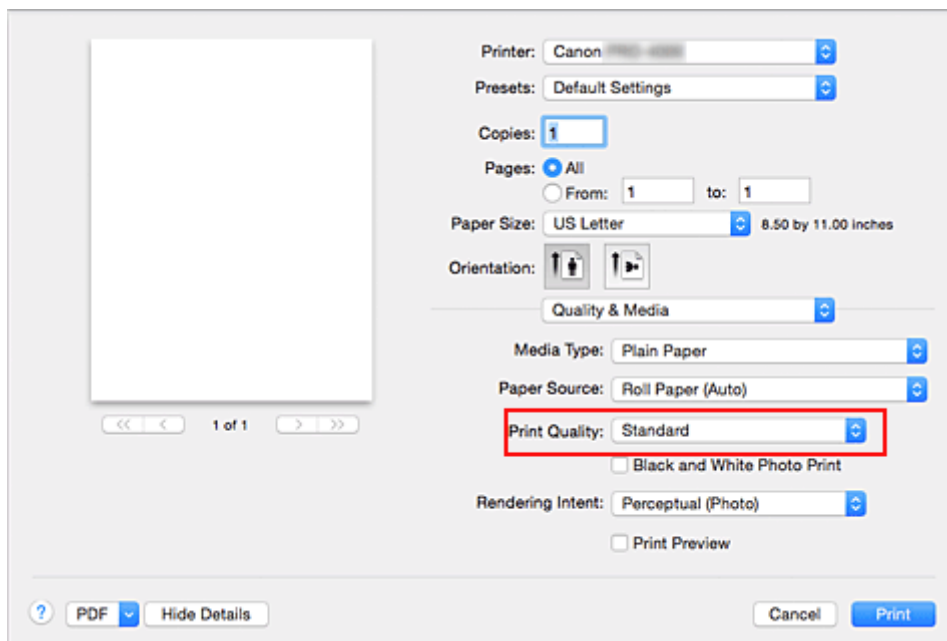 Printer: Canon
Presets: Default Settings
Copies: 1
Pages: All
From: 1 to: 1
Paper Size: US Letter 8.50 by 11.00 inches
Orientation:
Quality & Media
Media Type: Plain Paper
Paper Source: Roll Paper (Auto)
<< < 1 of 1 > >>
Print Quality: Standard
Black and White Photo Print
Rendering Intent: Perceptual (Photo)
Print Preview
? PDF Hide Details Cancel Print